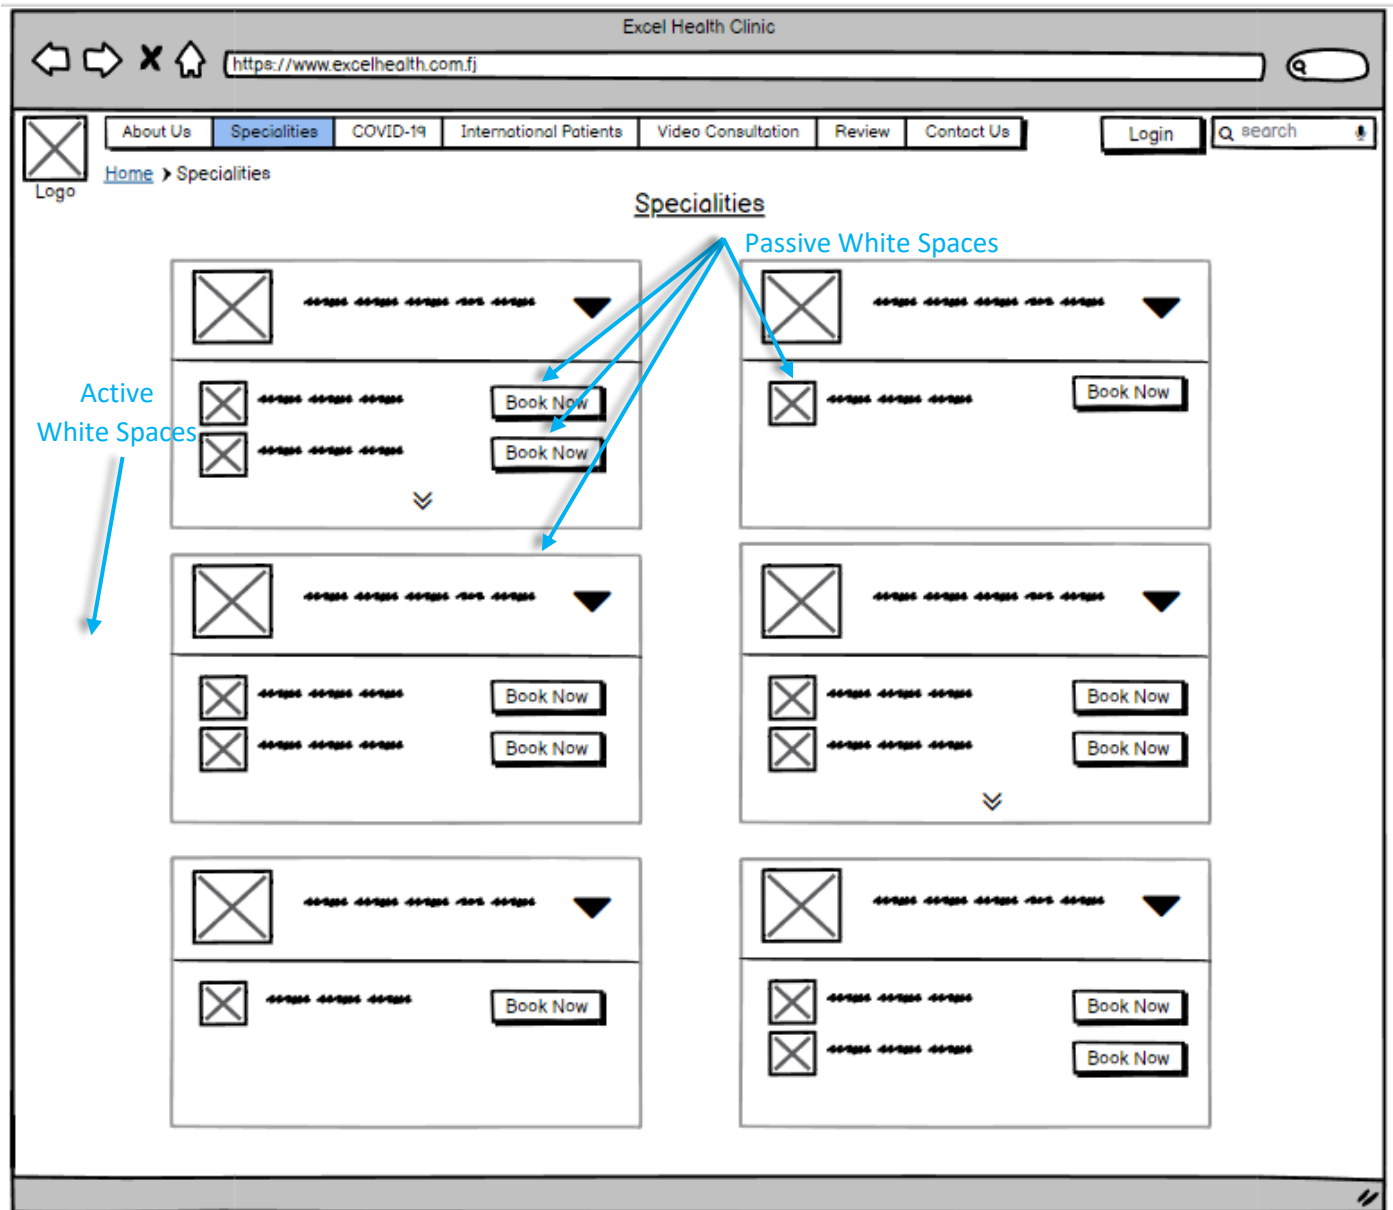 Excel Health Clinic
https://www.excelhealth.com.fj
About Us Specialities COVID-19 International Patients Video Consultation Review Contact Us Login search
Logo
Home > Specialities
Specialities
Passive White Spaces
Active
White Spaces
Book Now
Book Now
Book Now
Book Now
Book Now
Book Now
Book Now
Book Now
Book Now
Book Now